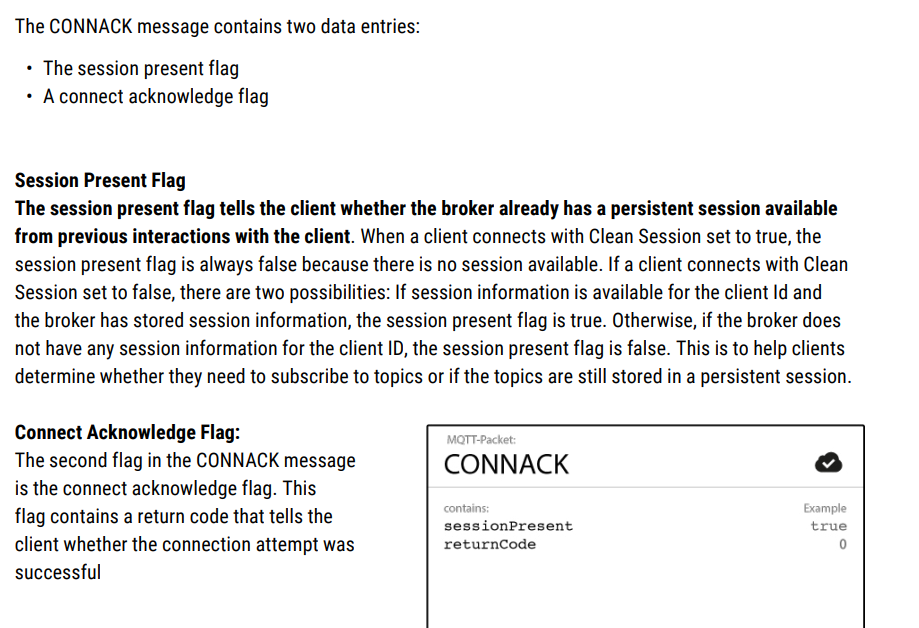 The CONNACK message contains two data entries:
• The session present flag
• A connect acknowledge flag
Session Present Flag
The session present flag tells the client whether the broker already has a persistent session available
from previous interactions with the client. When a client connects with Clean Session set to true, the
session present flag is always false because there is no session available. If a client connects with Clean
Session set to false, there are two possibilities: If session information is available for the client Id and
the broker has stored session information, the session present flag is true. Otherwise, if the broker does
not have any session information for the client ID, the session present flag is false. This is to help clients
determine whether they need to subscribe to topics or if the topics are still stored in a persistent session.
Connect Acknowledge Flag:
The second flag in the CONNACK message
is the connect acknowledge flag. This
flag contains a return code that tells the
client whether the connection attempt was
successful
MQTT-Packet:
CONNACK
contains: Example
sessionPresent true
returnCode 0